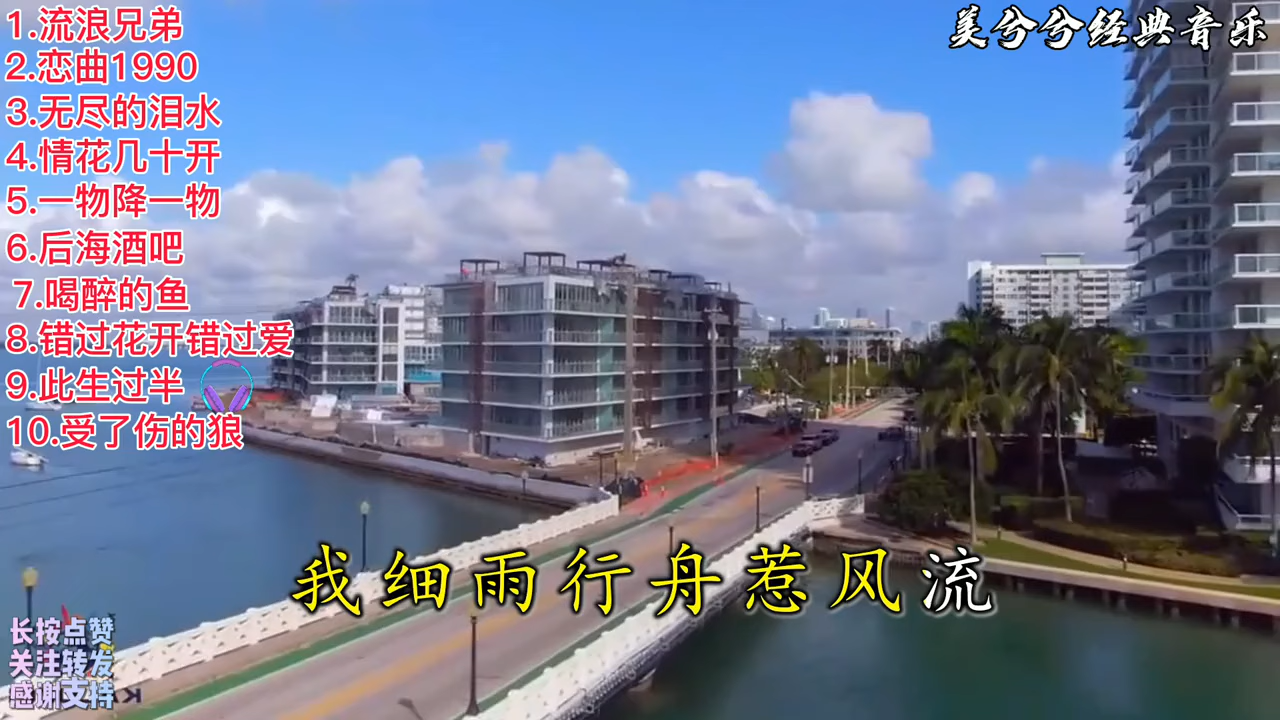 1.流浪兄弟
2.恋曲1990
3.无尽的泪水
4.情花几十开
5.一物降一物
6.后海酒吧
7.喝醉的鱼
8.错过花开错过爱
9.此生过半
10.受了伤的狼
美兮兮经典音乐
我细雨行舟惹风流
长按点赞
关注转发
感谢支持